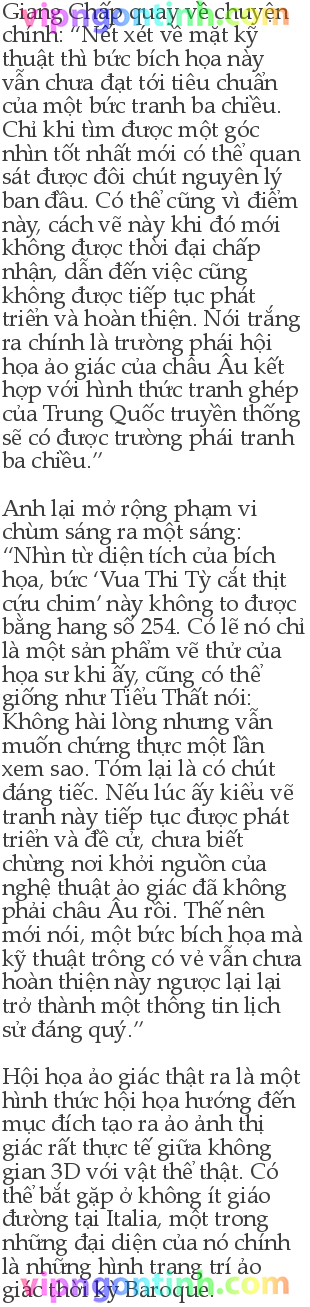 Giang Chấp quay về chuyên
vipngontinh.com
chính: “Nết xét về mặt kỹ
thuật thì bức bích họa này
vẫn chưa đạt tới tiêu chuẩn
của một bức tranh ba chiều.
Chỉ khi tìm được một góc
nhìn tốt nhất mới có thể quan
sát được đôi chút nguyên lý
ban đầu. Có thể cũng vì điểm
này, cách vẽ này khi đó mới
không được thời đại chấp
nhận, dẫn đến việc cũng
không được tiếp tục phát
triển và hoàn thiện. Nói trắng
ra chính là trường phái hội
họa ảo giác của châu Âu kết
hợp với hình thức tranh ghép
của Trung Quốc truyền thống
sẽ có được trường phái tranh
ba chiều.”
Anh lại mở rộng phạm vi
chùm sáng ra một sáng:
“Nhìn từ diện tích của bích
họa, bức ‘Vua Thi Tỳ cắt thịt
cứu chim’ này không to được
bằng hang số 254. Có lẽ nó chỉ
là một sản phẩm vẽ thử của
họa sư khi ấy, cũng có thể
giống như Tiểu Thất nói:
Không hài lòng nhưng vẫn
muốn chứng thực một lần
xem sao. Tóm lại là có chút
đáng tiếc. Nếu lúc ấy kiểu vẽ
tranh này tiếp tục được phát
triển và đề cử, chưa biết
chừng nơi khởi nguồn của
nghệ thuật ảo giác đã không
phải châu Âu rồi. Thế nên
mới nói, một bức bích họa mà
kỹ thuật trông có vẻ vẫn chưa
hoàn thiện này ngược lại lại
trở thành một thông tin lịch
sử đáng quý.”
Hội họa ảo giác thật ra là một
hình thức hội họa hướng đến
mục đích tạo ra ảo ảnh thị
giác rất thực tế giữa không
gian 3D với vật thể thật. Có
thể bắt gặp ở không ít giáo
đường tại Italia, một trong
những đại diện của nó chính
là những hình trang trí ảo
giác thời kỳ Baroque.
vipngontinh.com